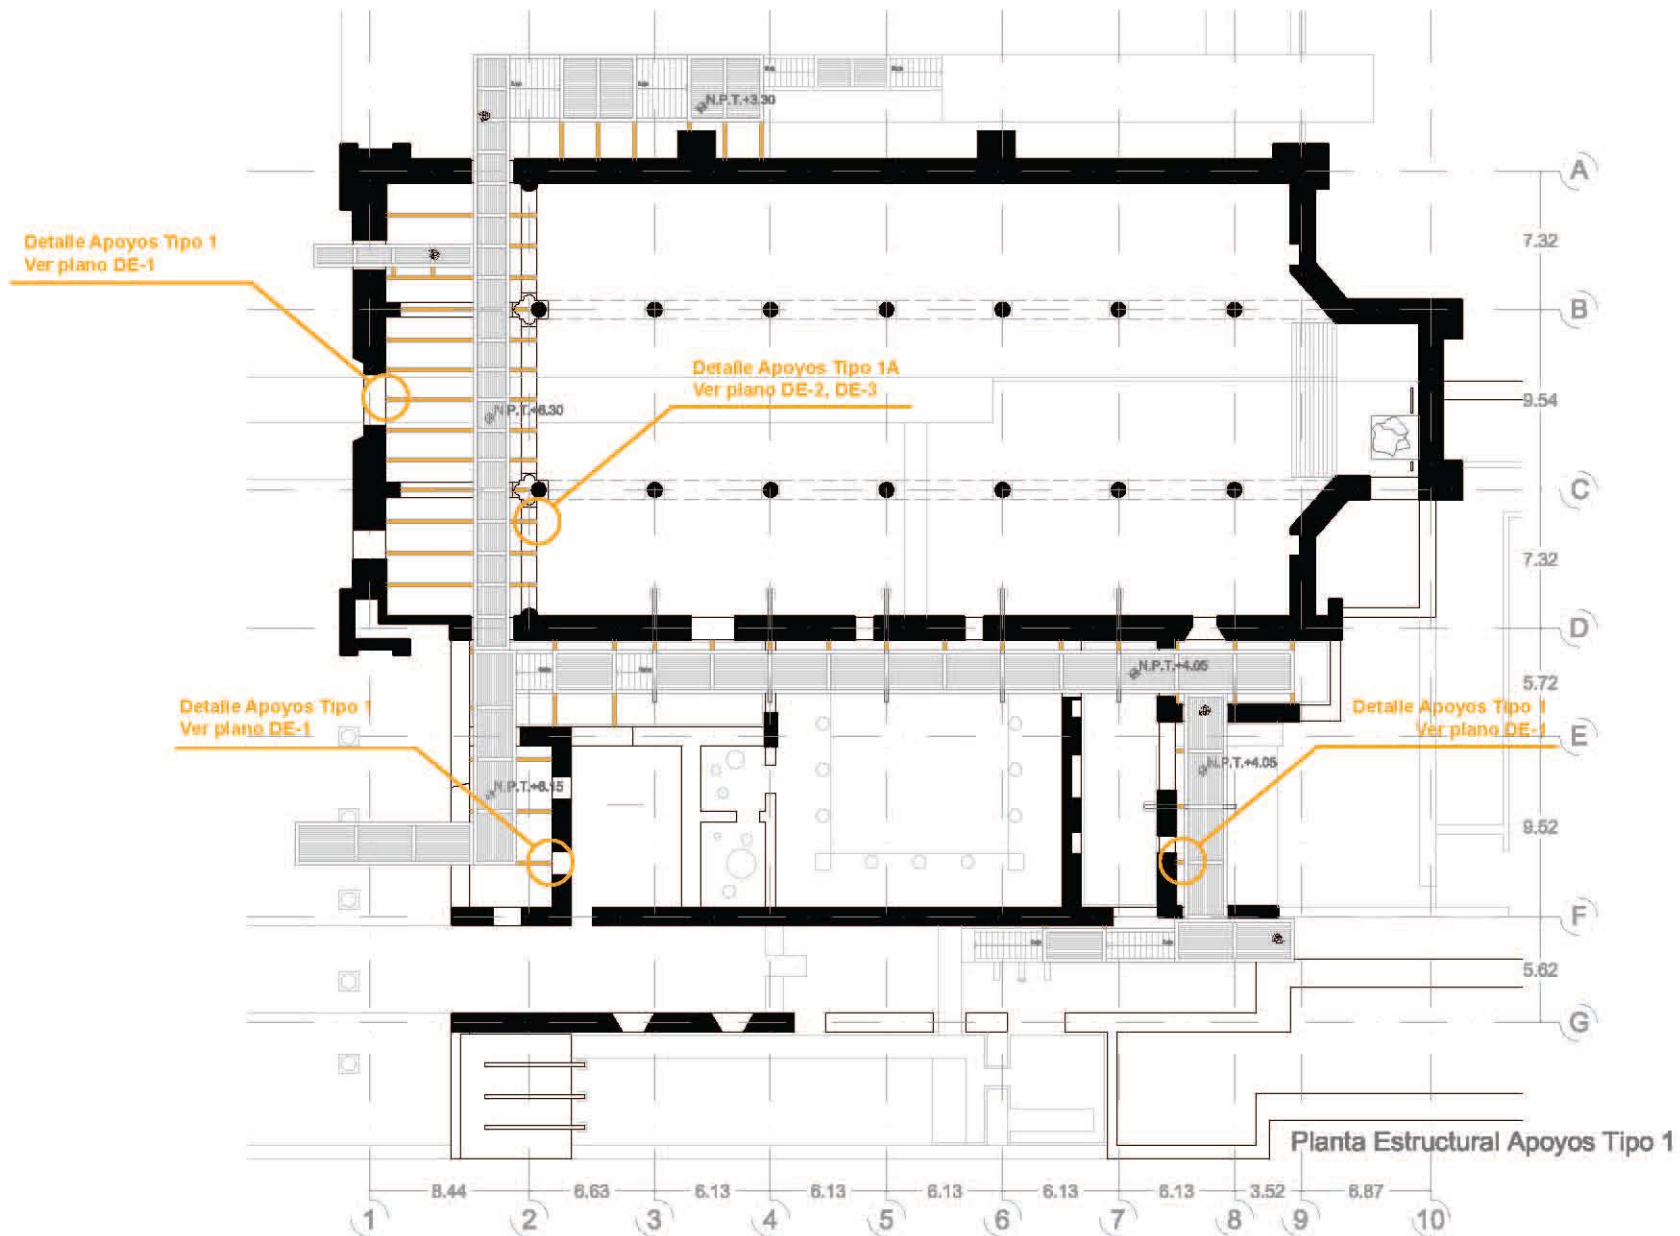 N.P.T.+3.30
A
7.32
Detalle Apoyos Tipo 1
Ver plano DE-1
B
Detalle Apoyos Tipo 1A
Ver plano DE-2, DE-3
9.54
N.P.T.+6.30
C
7.32
D
N.P.T.+4.05
5.72
Detalle Apoyos Tipo 1
Ver plano DE-1
Detalle Apoyos Tipo 1
Ver plano DE-1
E
N.P.T.+4.05
N.P.T.+6.15
9.52
F
5.62
G
Planta Estructural Apoyos Tipo 1
8.44 6.63 6.13 6.13 6.13 6.13 6.13 3.52 6.87
1 2 3 4 5 6 7 8 9 10